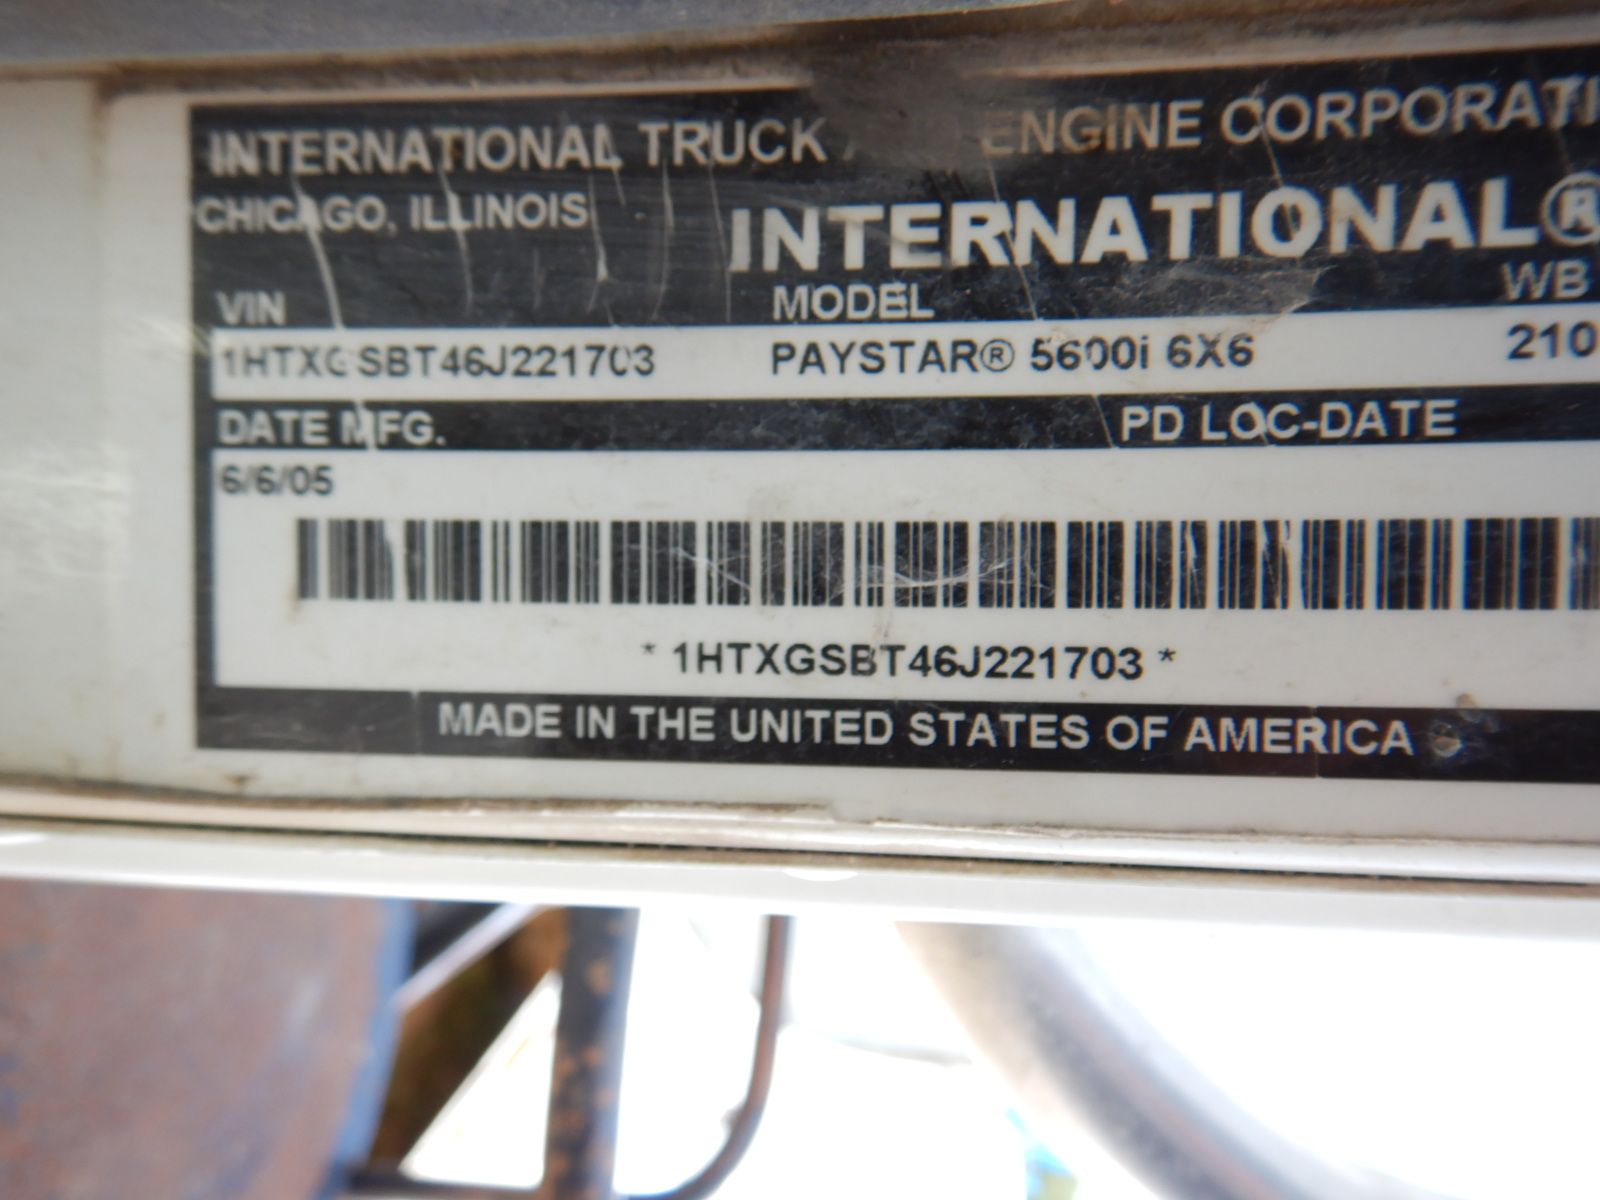 INTERNATIONAL TRUCK ENGINE CORPORATI
CHICAGO, ILLINOIS
INTERNATIONAL®
VIN MODEL WB
1HTXGSBT46J221703 PAYSTAR® 5600i 6X6 210
DATE MFG. PD LOC-DATE
6/6/05
* 1HTXGSBT46J221703 *
MADE IN THE UNITED STATES OF AMERICA